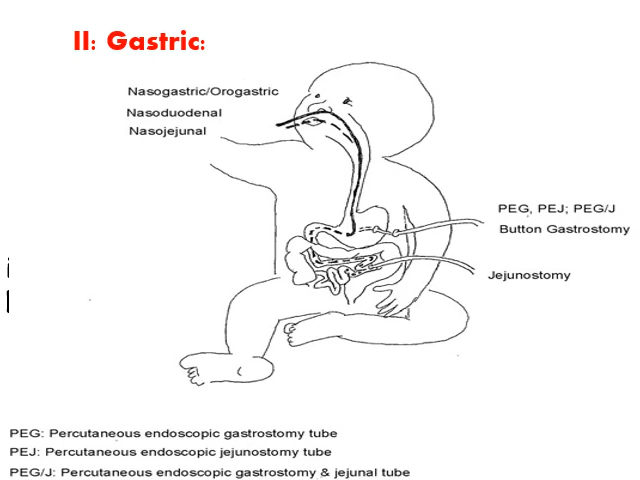 II: Gastric:
Nasogastric/Orogastric
Nasoduodenal
Nasojejunal
PEG, PEJ; PEG/J
Button Gastrostomy
Jejunostomy
PEG: Percutaneous endoscopic gastrostomy tube
PEJ: Percutaneous endoscopic jejunostomy tube
PEG/J: Percutaneous endoscopic gastrostomy & jejunal tube